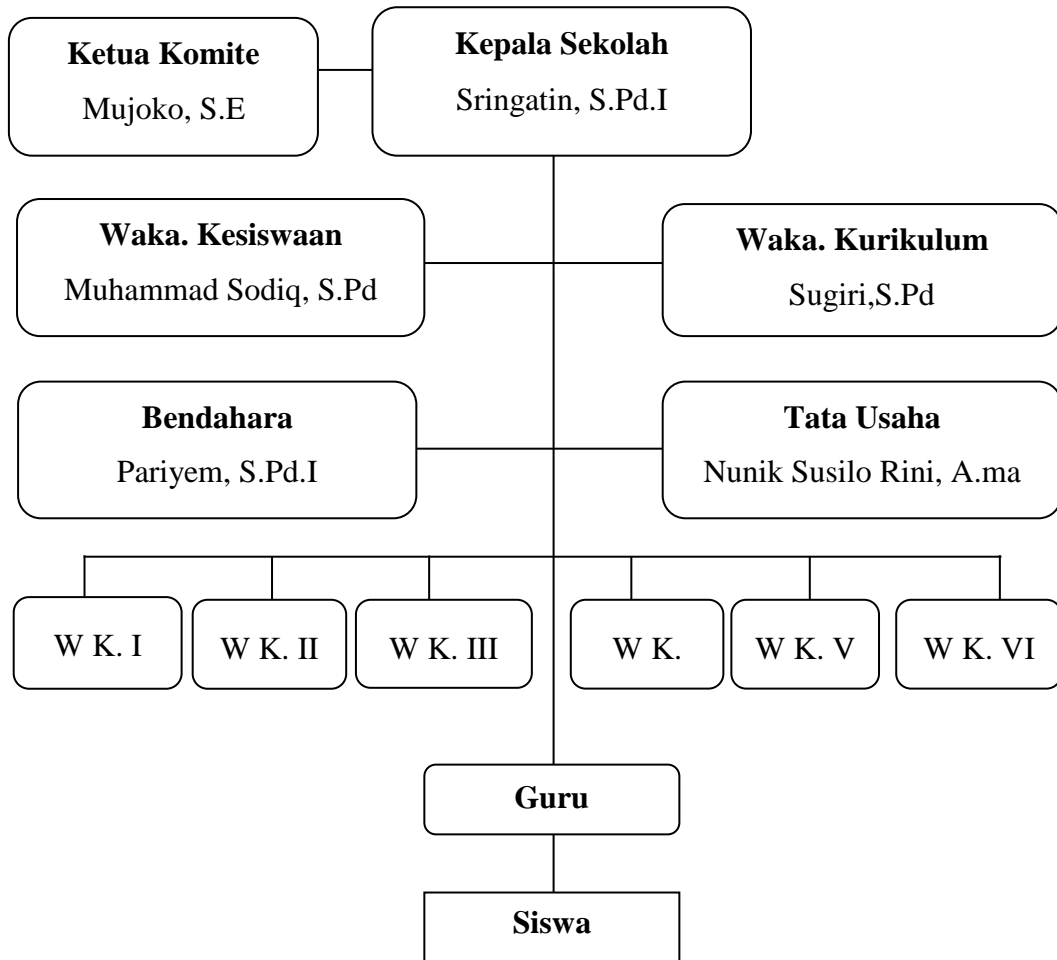 Ketua Komite
Mujoko, S.E
Kepala Sekolah
Sringatin, S.Pd.I
Waka. Kesiswaan
Muhammad Sodiq, S.Pd
Waka. Kurikulum
Sugiri,S.Pd
Bendahara
Pariyem, S.Pd.I
Tata Usaha
Nunik Susilo Rini, A.ma
W K. I
W K. II
W K. III
W K.
W K. V
W K. VI
Guru
Siswa